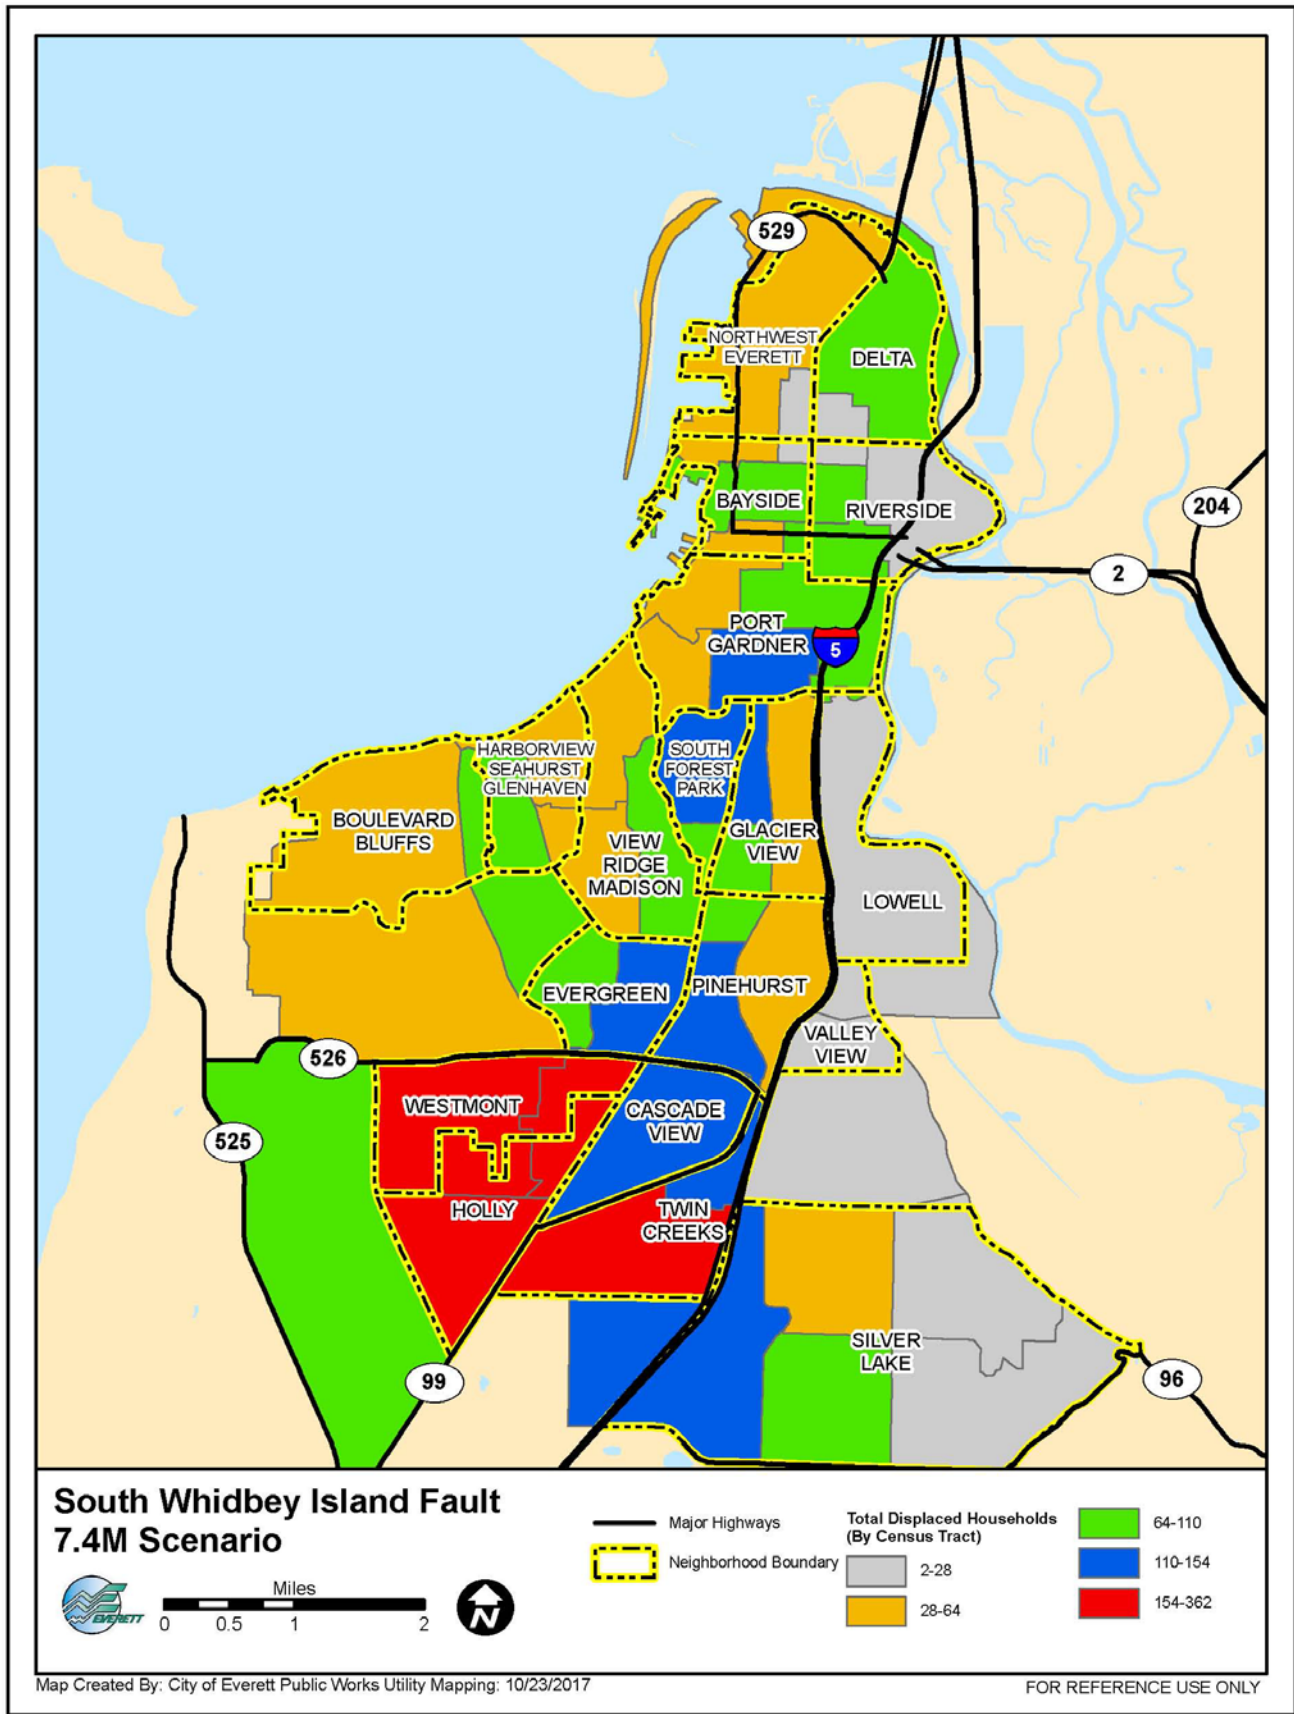 529
NORTHWEST
EVERETT
DELTA
BAYSIDE
RIVERSIDE
204
2
PORT
GARDNER
5
HARBORVIEW
SEAHURST
GLENHAVEN
SOUTH
FOREST
PARK
BOULEVARD
BLUFFS
VIEW
RIDGE
MADISON
GLACIER
VIEW
LOWELL
EVERGREEN
PINEHURST
VALLEY
VIEW
526
WESTMONT
CASCADE
VIEW
525
HOLLY
TWIN
CREEKS
SILVER
LAKE
99
96
South Whidbey Island Fault
7.4M Scenario
EVERETT
Miles
0 0.5 1 2
N
Major Highways
Neighborhood Boundary
Total Displaced Households
(By Census Tract)
2-28
28-64
64-110
110-154
154-362
Map Created By: City of Everett Public Works Utility Mapping: 10/23/2017
FOR REFERENCE USE ONLY